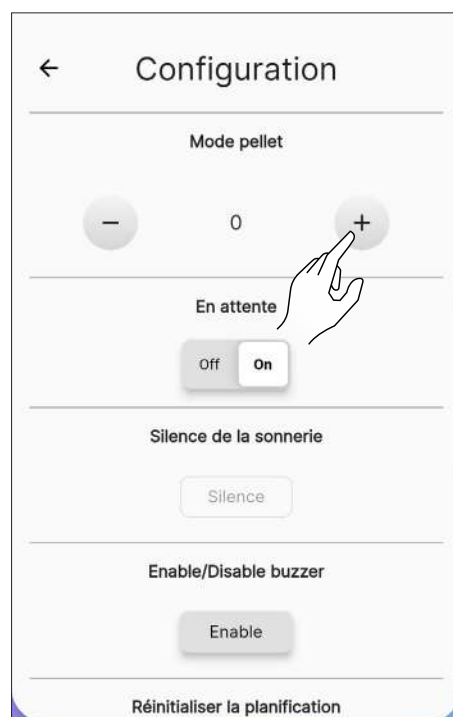 ← Configuration
Mode pellet
− 0 +
En attente
Off On
Silence de la sonnerie
Silence
Enable/Disable buzzer
Enable
Réinitialiser la planification